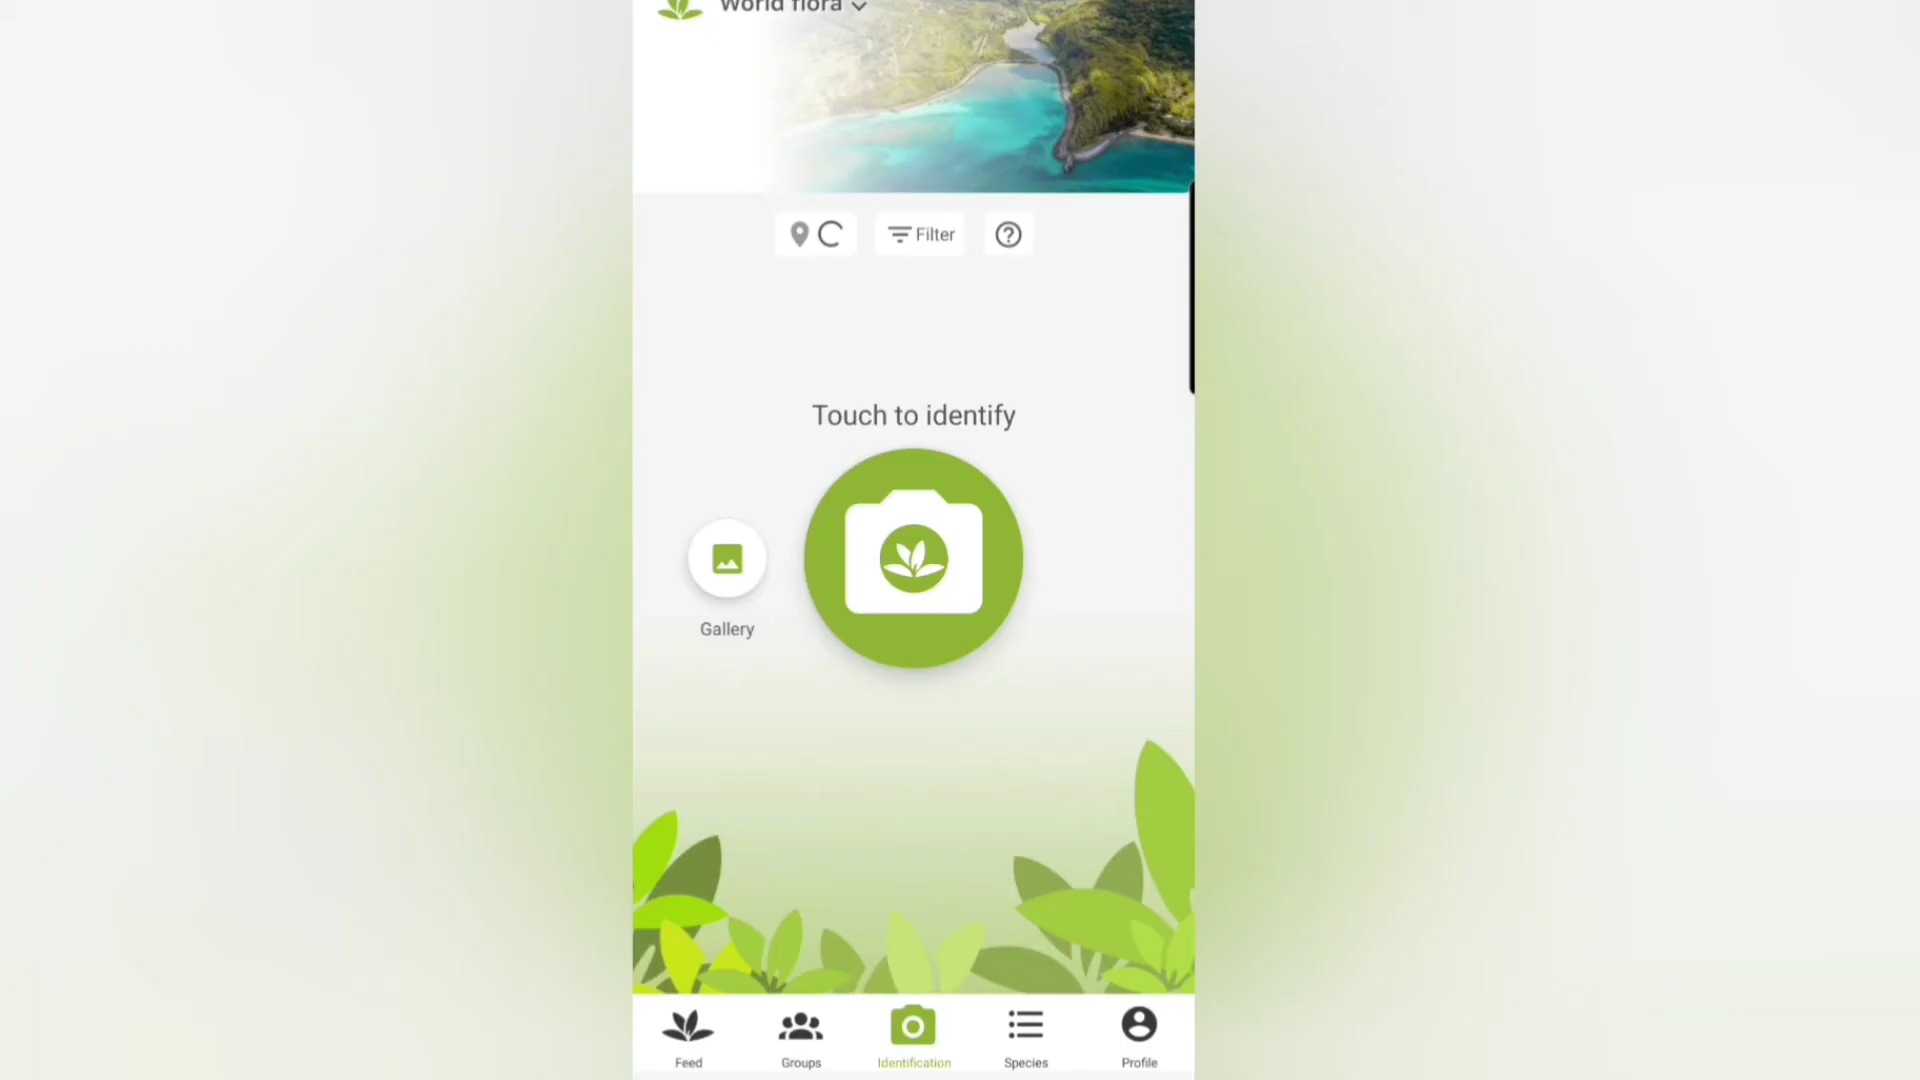 World flora
Filter
Touch to identify
Gallery
Feed
Groups
Identification
Species
Profile